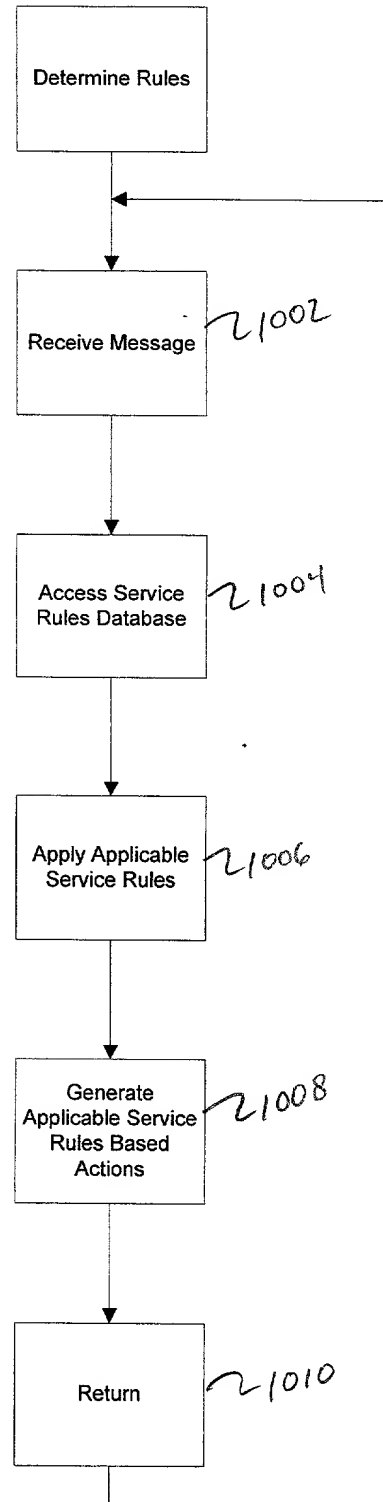 Determine Rules
Receive Message
1002
Access Service
Rules Database
1004
Apply Applicable
Service Rules
1006
Generate
Applicable Service
Rules Based
Actions
1008
Return
1010